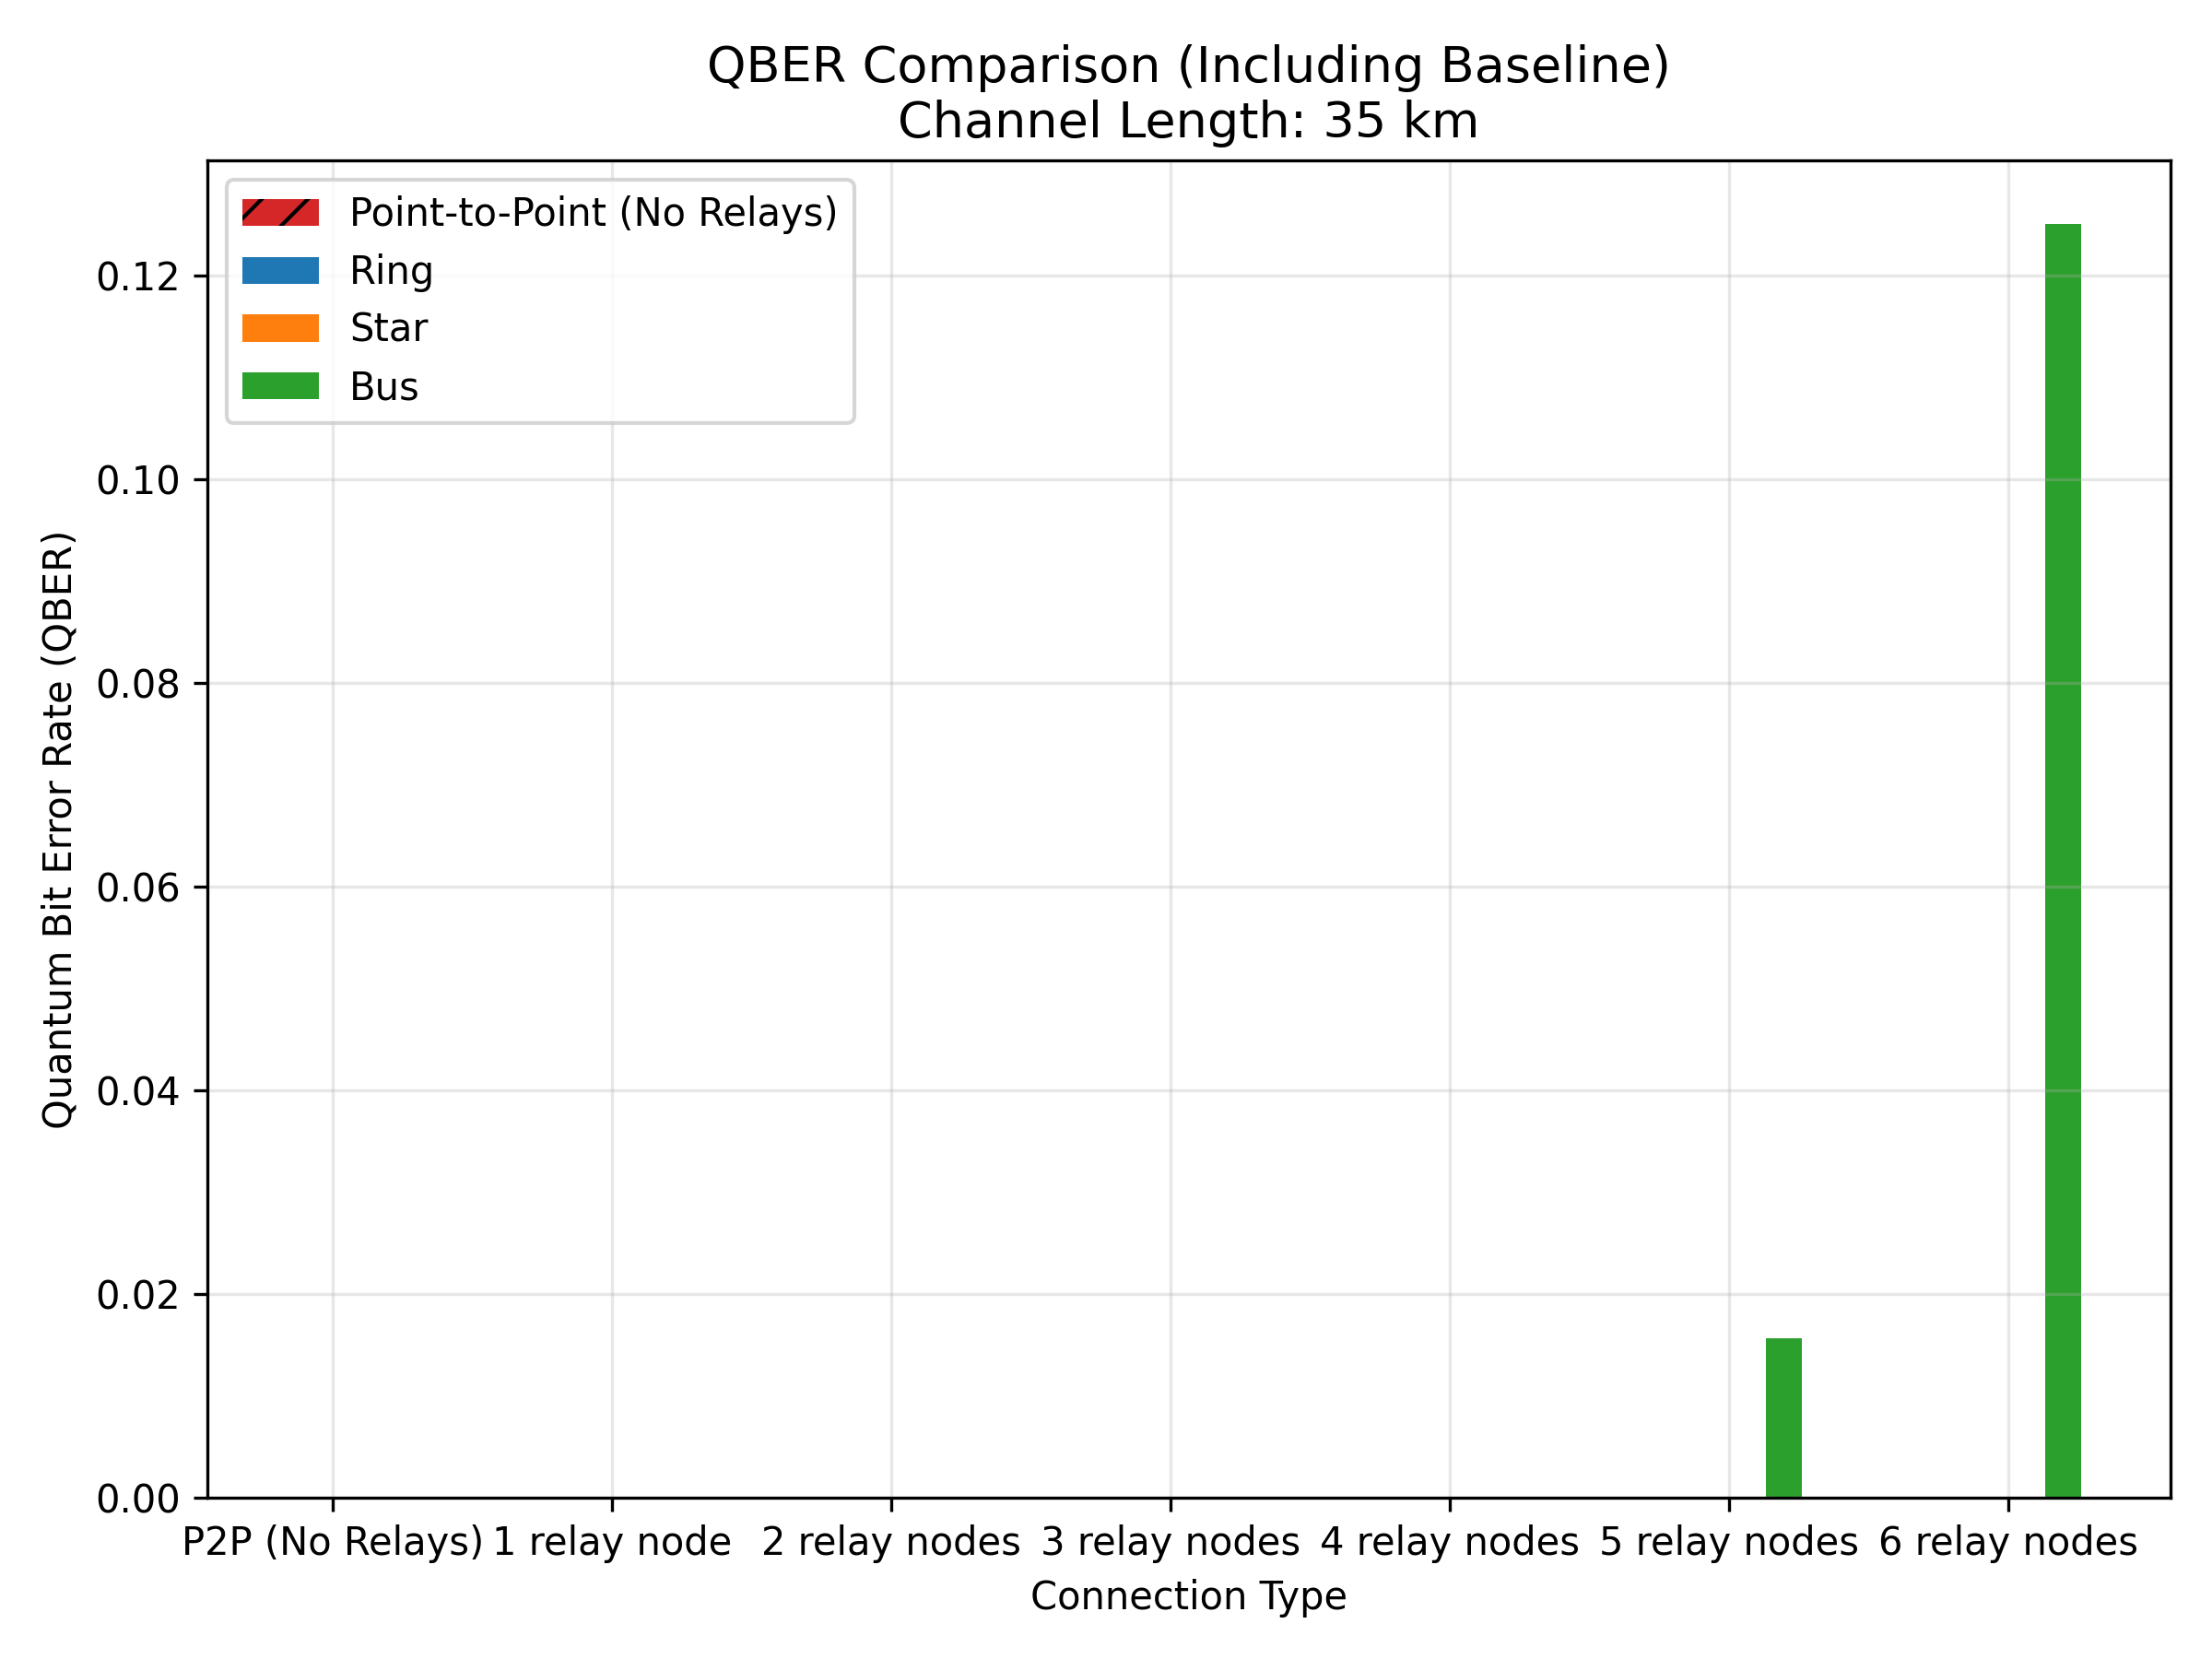 QBER Comparison (Including Baseline)
Channel Length: 35 km
Point-to-Point (No Relays)
Ring
Star
Bus
Quantum Bit Error Rate (QBER)
0.12
0.10
0.08
0.06
0.04
0.02
0.00
P2P (No Relays) 1 relay node 2 relay nodes 3 relay nodes 4 relay nodes 5 relay nodes 6 relay nodes
Connection Type